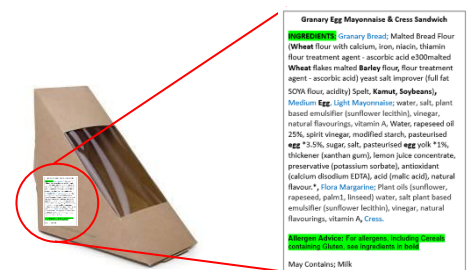 Granary Egg Mayonnaise & Cress Sandwich
INGREDIENTS: Granary Bread; Malted Bread Flour
(Wheat flour with calcium, iron, niacin, thiamin
flour treatment agent - ascorbic acid e300malted
Wheat flakes malted Barley flour, flour treatment
agent - ascorbic acid) yeast salt improver (full fat
SOYA flour, acidity) Spelt, Kamut, Soybeans),
Medium Egg. Light Mayonnaise; water, salt, plant
based emulsifier (sunflower lecithin), vinegar,
natural flavourings, vitamin A, Water, rapeseed oil
25%, spirit vinegar, modified starch, pasteurised
egg *3.5%, sugar, salt, pasteurised egg yolk *1%,
thickener (xanthan gum), lemon juice concentrate,
preservative (potassium sorbate), antioxidant
(calcium disodium EDTA), acid (malic acid), natural
flavour.*, Flora Margarine; Plant oils (sunflower,
rapeseed, palm1, linseed) water, salt plant based
emulsifier (sunflower lecithin), vinegar, natural
flavourings, vitamin A, Cress.
Allergen Advice: For allergens, including Cereals
containing Gluten, see ingredients in bold
May Contains; Milk